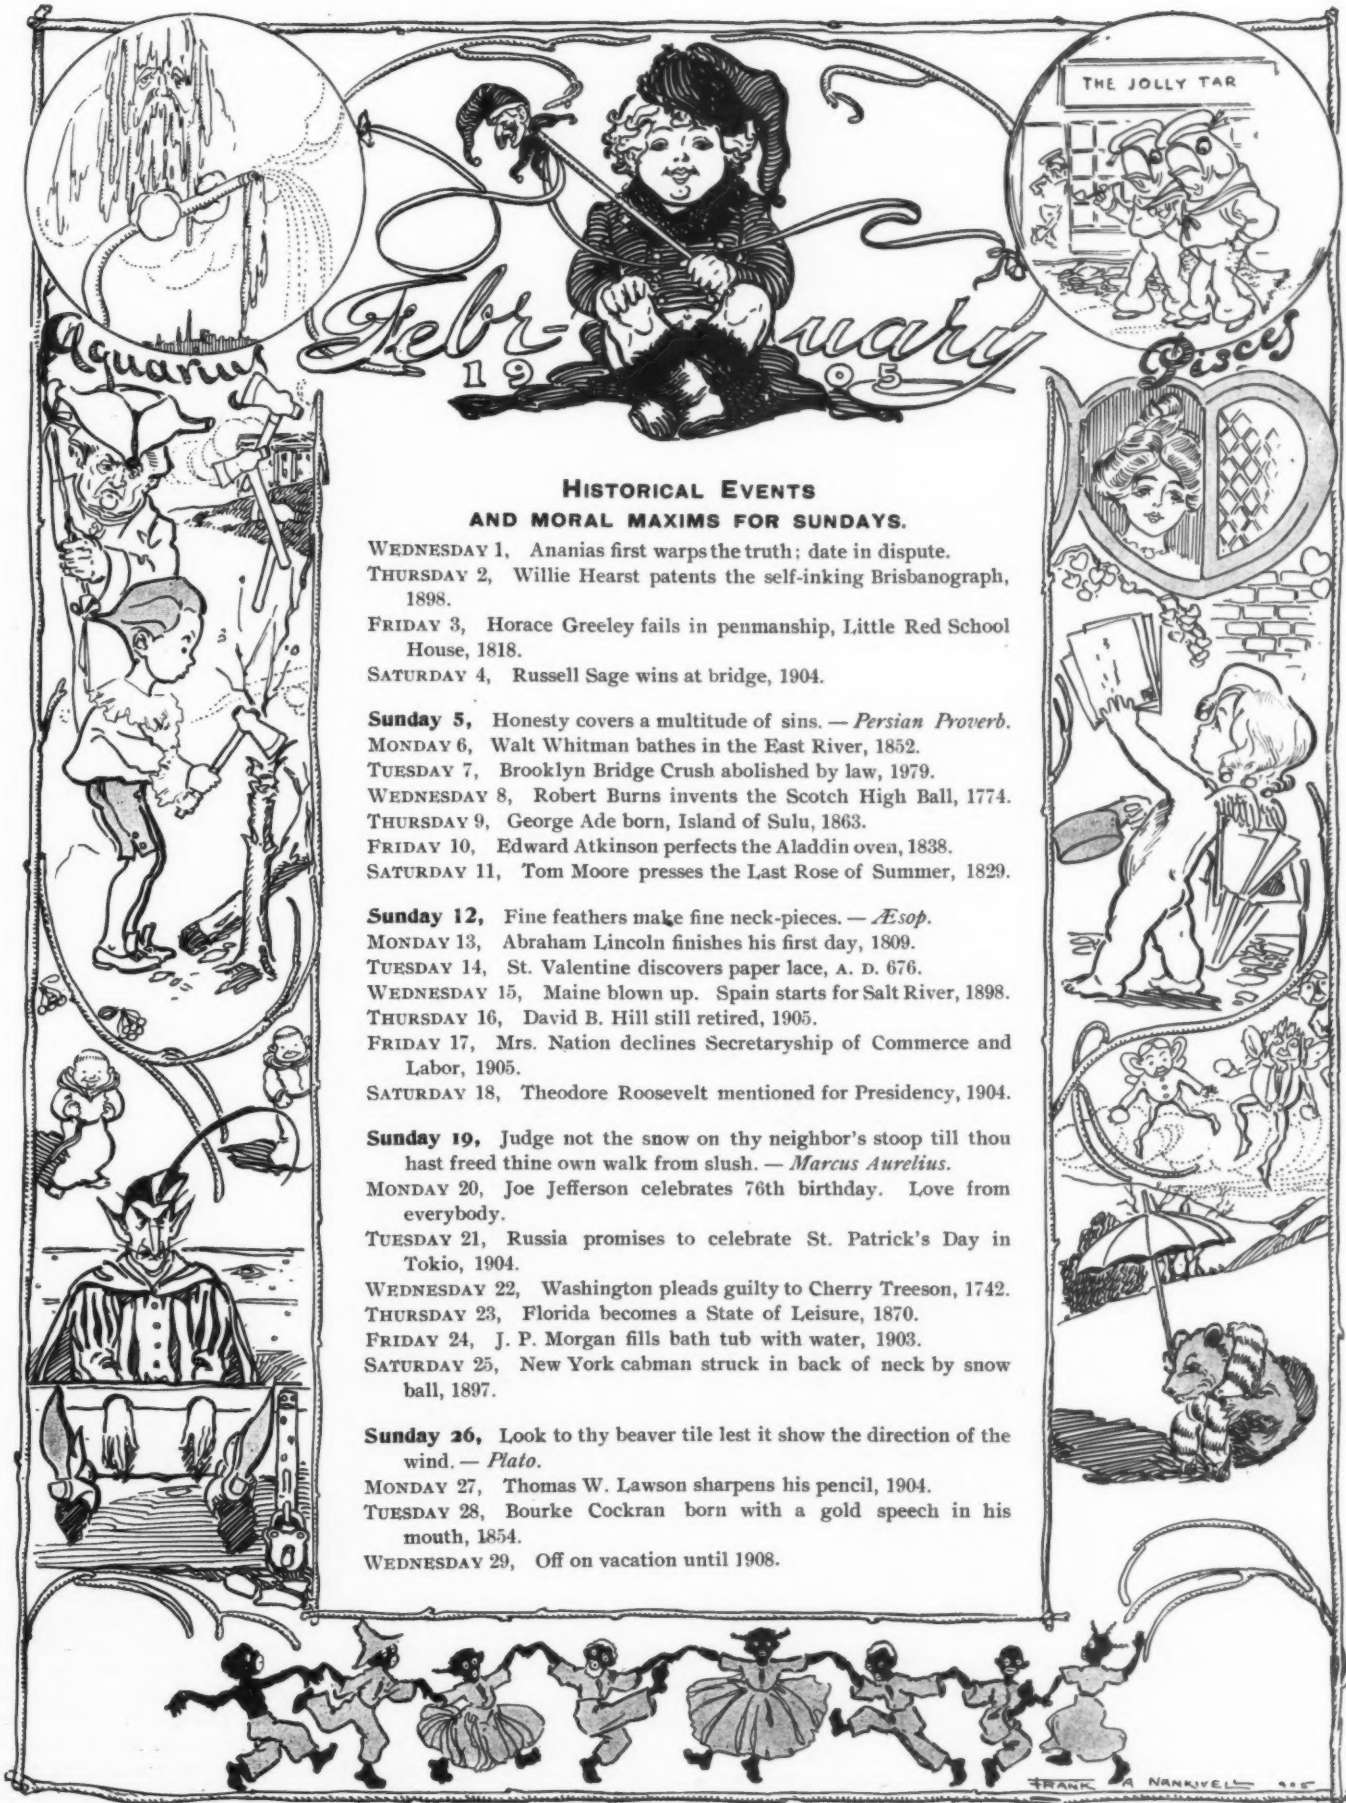 THE JOLLY TAR
Febr-uary
1905
Aquarius
Pisces
HISTORICAL EVENTS
AND MORAL MAXIMS FOR SUNDAYS.
WEDNESDAY 1, Ananias first warps the truth; date in dispute.
THURSDAY 2, Willie Hearst patents the self-inking Brisbanograph,
1898.
FRIDAY 3, Horace Greeley fails in penmanship, Little Red School
House, 1818.
SATURDAY 4, Russell Sage wins at bridge, 1904.
Sunday 5, Honesty covers a multitude of sins. — Persian Proverb.
MONDAY 6, Walt Whitman bathes in the East River, 1852.
TUESDAY 7, Brooklyn Bridge Crush abolished by law, 1979.
WEDNESDAY 8, Robert Burns invents the Scotch High Ball, 1774.
THURSDAY 9, George Ade born, Island of Sulu, 1863.
FRIDAY 10, Edward Atkinson perfects the Aladdin oven, 1838.
SATURDAY 11, Tom Moore presses the Last Rose of Summer, 1829.
Sunday 12, Fine feathers make fine neck-pieces. — Æsop.
MONDAY 13, Abraham Lincoln finishes his first day, 1809.
TUESDAY 14, St. Valentine discovers paper lace, A. D. 676.
WEDNESDAY 15, Maine blown up. Spain starts for Salt River, 1898.
THURSDAY 16, David B. Hill still retired, 1905.
FRIDAY 17, Mrs. Nation declines Secretaryship of Commerce and
Labor, 1905.
SATURDAY 18, Theodore Roosevelt mentioned for Presidency, 1904.
Sunday 19, Judge not the snow on thy neighbor's stoop till thou
hast freed thine own walk from slush. — Marcus Aurelius.
MONDAY 20, Joe Jefferson celebrates 76th birthday. Love from
everybody.
TUESDAY 21, Russia promises to celebrate St. Patrick's Day in
Tokio, 1904.
WEDNESDAY 22, Washington pleads guilty to Cherry Treeson, 1742.
THURSDAY 23, Florida becomes a State of Leisure, 1870.
FRIDAY 24, J. P. Morgan fills bath tub with water, 1903.
SATURDAY 25, New York cabman struck in back of neck by snow
ball, 1897.
Sunday 26, Look to thy beaver tile lest it show the direction of the
wind. — Plato.
MONDAY 27, Thomas W. Lawson sharpens his pencil, 1904.
TUESDAY 28, Bourke Cockran born with a gold speech in his
mouth, 1854.
WEDNESDAY 29, Off on vacation until 1908.
FRANK A NANKIVELL 905